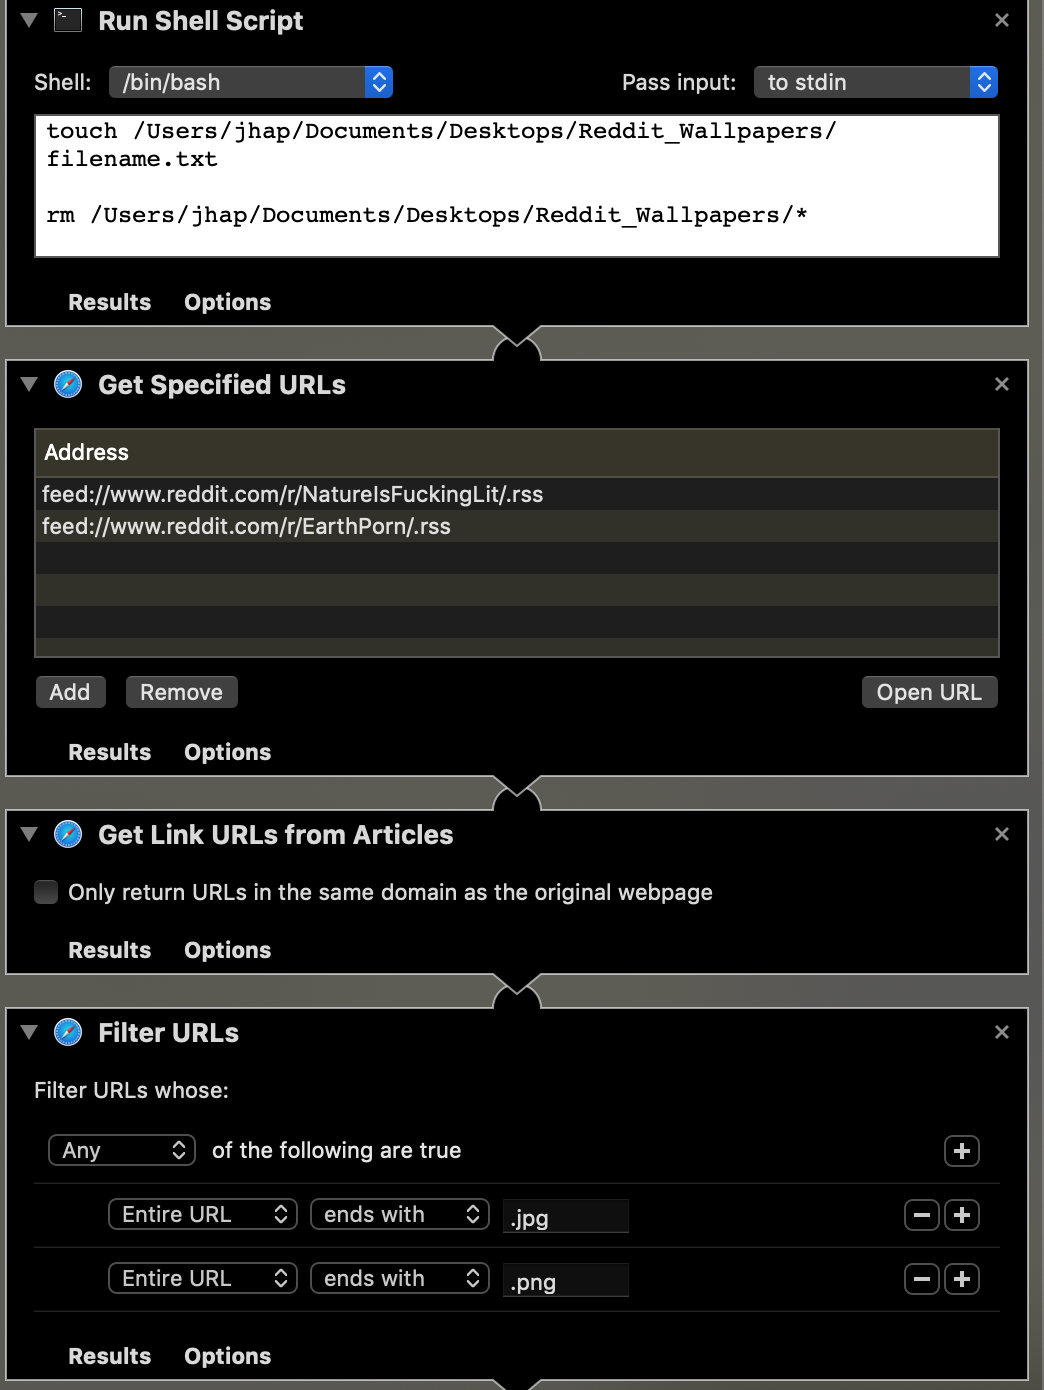 Run Shell Script
Shell: /bin/bash Pass input: to stdin
touch /Users/jhap/Documents/Desktops/Reddit_Wallpapers/
filename.txt
rm /Users/jhap/Documents/Desktops/Reddit_Wallpapers/*
Results Options
Get Specified URLs
Address
feed://www.reddit.com/r/NatureIsFuckingLit/.rss
feed://www.reddit.com/r/EarthPorn/.rss
Add Remove Open URL
Results Options
Get Link URLs from Articles
Only return URLs in the same domain as the original webpage
Results Options
Filter URLs
Filter URLs whose:
Any of the following are true
Entire URL ends with .jpg
Entire URL ends with .png
Results Options